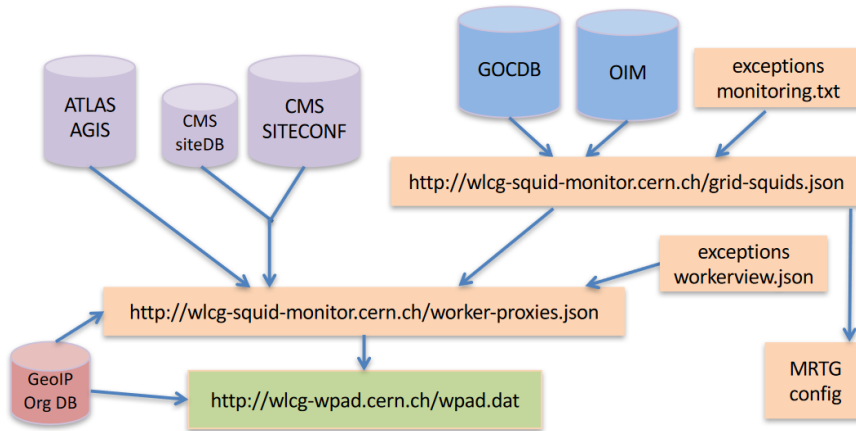 GOCDB
OIM
exceptions
monitoring.txt
ATLAS
AGIS
CMS
siteDB
CMS
SITECONF
http://wlcg-squid-monitor.cern.ch/grid-squids.json
exceptions
workerview.json
http://wlcg-squid-monitor.cern.ch/worker-proxies.json
GeoIP
Org DB
http://wlcg-wpad.cern.ch/wpad.dat
MRTG
config